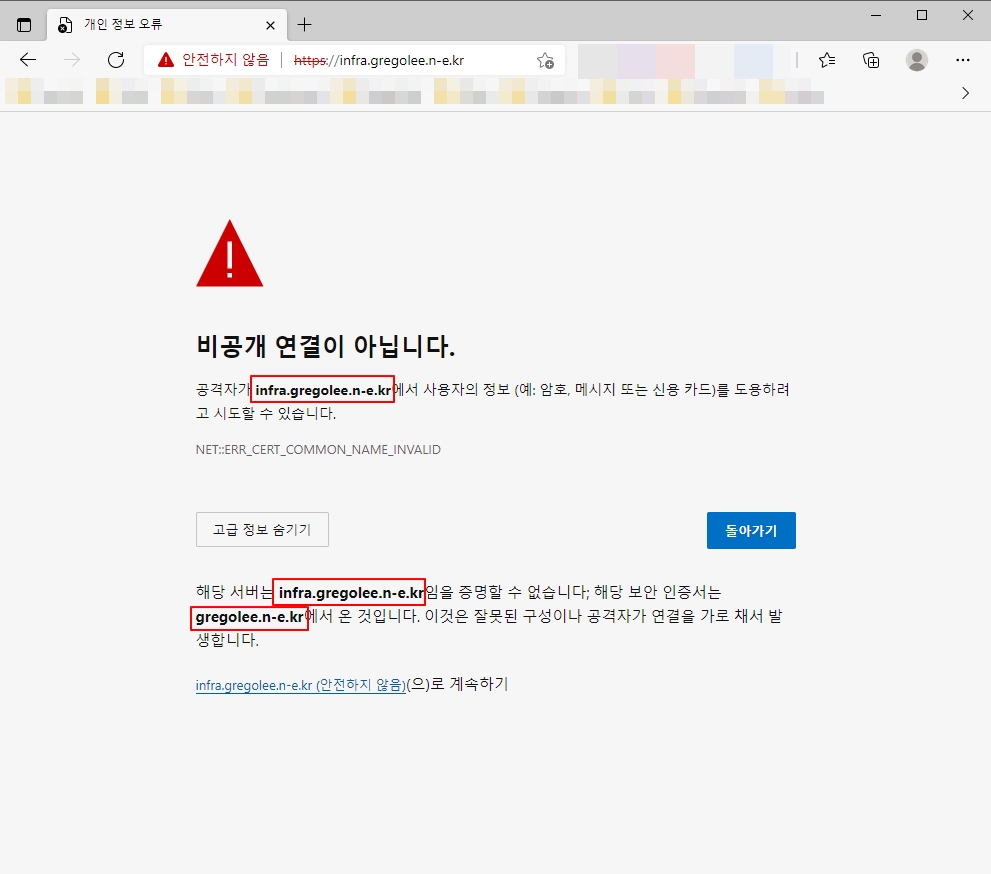 개인 정보 오류
안전하지 않음 https://infra.gregolee.n-e.kr
비공개 연결이 아닙니다.
공격자가 infra.gregolee.n-e.kr에서 사용자의 정보 (예: 암호, 메시지 또는 신용 카드)를 도용하려
고 시도할 수 있습니다.
NET::ERR_CERT_COMMON_NAME_INVALID
고급 정보 숨기기
돌아가기
해당 서버는 infra.gregolee.n-e.kr임을 증명할 수 없습니다; 해당 보안 인증서는
gregolee.n-e.kr에서 온 것입니다. 이것은 잘못된 구성이나 공격자가 연결을 가로 채서 발
생합니다.
infra.gregolee.n-e.kr (안전하지 않음)(으)로 계속하기